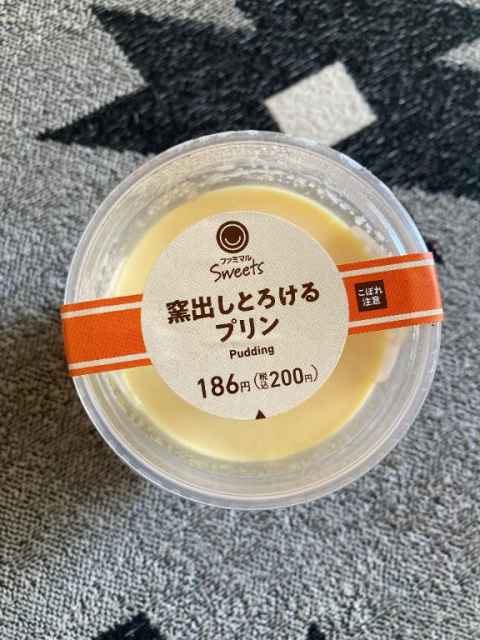 ファミマル
Sweets
窯出しとろける
プリン
Pudding
186円(税込200円)
こぼれ
注意